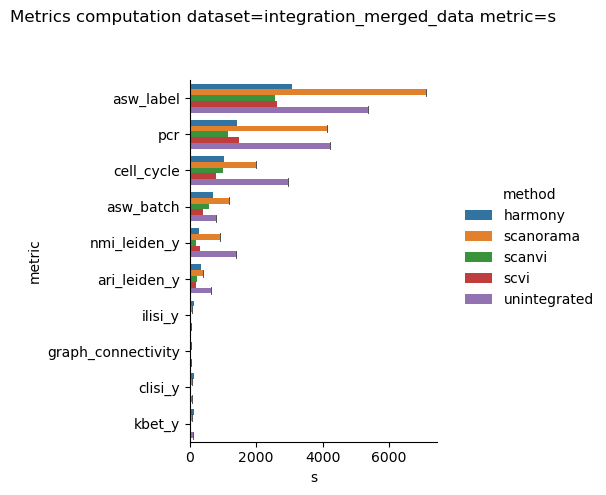 Metrics computation dataset=integration_merged_data metric=s
asw_label
pcr
cell_cycle
asw_batch
nmi_leiden_y
ari_leiden_y
ilisi_y
graph_connectivity
clisi_y
kbet_y
metric
0 2000 4000 6000
s
method
harmony
scanorama
scanvi
scvi
unintegrated